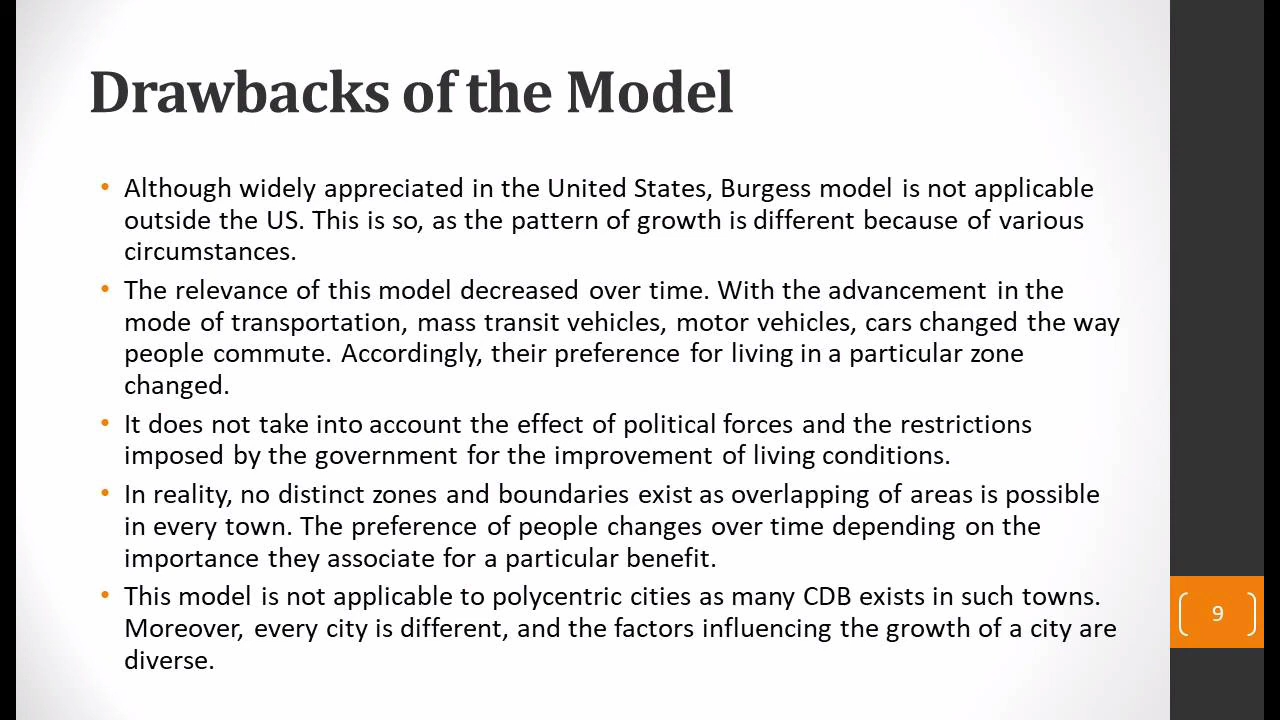 Drawbacks of the Model
• Although widely appreciated in the United States, Burgess model is not applicable
outside the US. This is so, as the pattern of growth is different because of various
circumstances.
• The relevance of this model decreased over time. With the advancement in the
mode of transportation, mass transit vehicles, motor vehicles, cars changed the way
people commute. Accordingly, their preference for living in a particular zone
changed.
• It does not take into account the effect of political forces and the restrictions
imposed by the government for the improvement of living conditions.
• In reality, no distinct zones and boundaries exist as overlapping of areas is possible
in every town. The preference of people changes over time depending on the
importance they associate for a particular benefit.
• This model is not applicable to polycentric cities as many CDB exists in such towns.
Moreover, every city is different, and the factors influencing the growth of a city are
diverse.
9